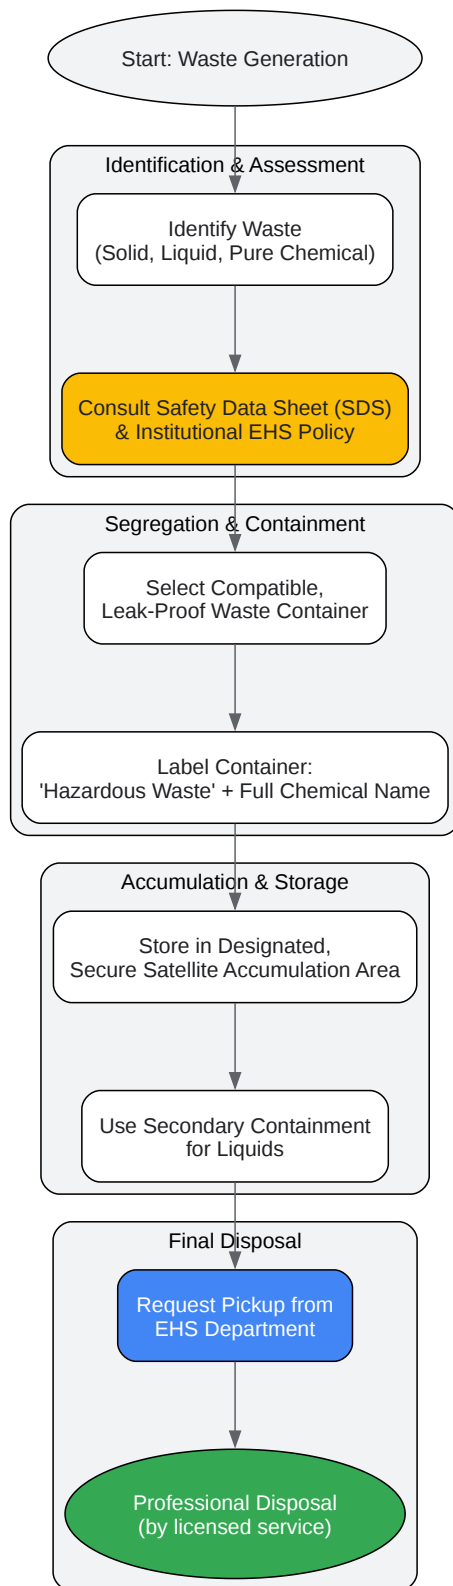 Start: Waste Generation
Identification & Assessment
Identify Waste
(Solid, Liquid, Pure Chemical)
Consult Safety Data Sheet (SDS)
& Institutional EHS Policy
Segregation & Containment
Select Compatible,
Leak-Proof Waste Container
Label Container:
'Hazardous Waste' + Full Chemical Name
Accumulation & Storage
Store in Designated,
Secure Satellite Accumulation Area
Use Secondary Containment
for Liquids
Final Disposal
Request Pickup from
EHS Department
Professional Disposal
(by licensed service)